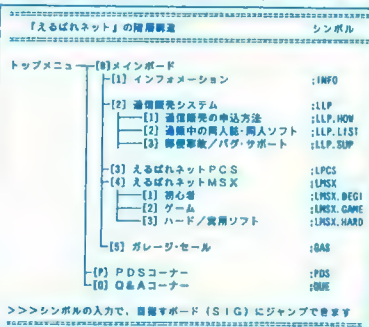 『えるぱれネット』の階層構造 シンボル
トップメニュー [B]メインボード
[1] インフォメーション ;INFO
[2] 通信販売システム ;LLP
[1] 通信販売の申込方法 ;LLP.HOW
[2] 通販中の同人誌・同人ソフト ;LLP.LIST
[3] 郵便事故/バグ・サポート ;LLP.SUP
[3] えるぱれネットPCS ;LPCS
[4] えるぱれネットMSX ;LMSX
[1] 初心者 ;LMSX.BEGI
[2] ゲーム ;LMSX.GAME
[3] ハード/実用ソフト ;LMSX.HARD
[5] ガレージ・セール ;GAS
[P] PDSコーナー ;PDS
[Q] Q&Aコーナー ;QUE
>>>シンボルの入力で、目指すボード(SIG)にジャンプできます